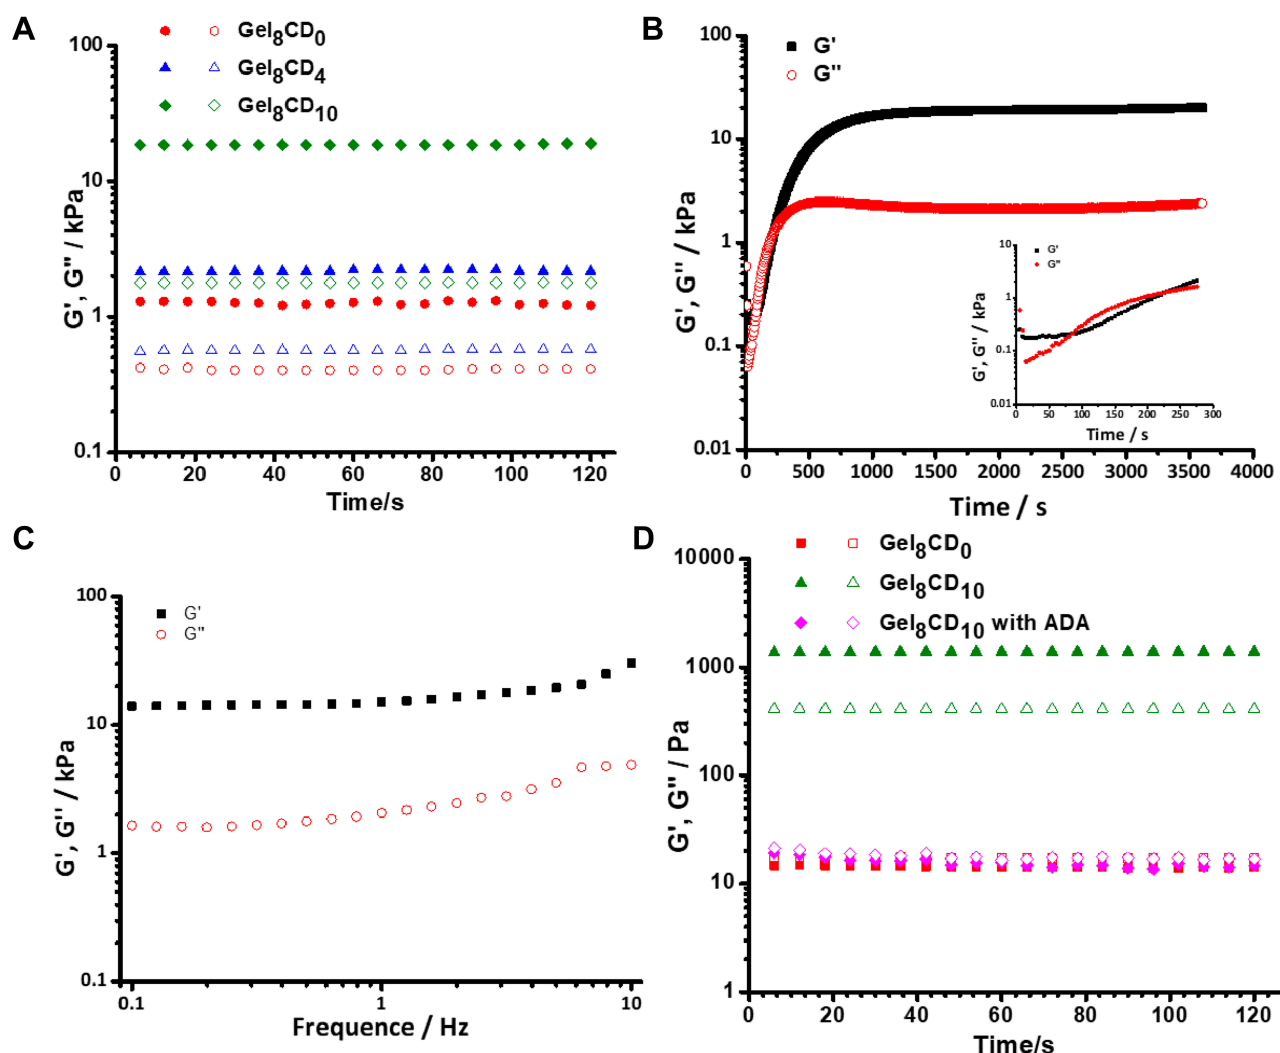 A
Gel8CD0
Gel8CD4
Gel8CD10
100
10
1
0.1
G', G'' / kPa
0 20 40 60 80 100 120
Time/s
B
G'
G''
100
10
1
0.1
0.01
G', G'' / kPa
0 500 1000 1500 2000 2500 3000 3500 4000
Time / s
G'
G''
10
1
0.1
0.01
G', G'' / kPa
0 50 100 150 200 250 300
Time / s
C
G'
G''
100
10
1
0.1
G', G'' / kPa
0.1 1 10
Frequence / Hz
D
Gel8CD0
Gel8CD10
Gel8CD10 with ADA
10000
1000
100
10
1
G', G'' / Pa
0 20 40 60 80 100 120
Time/s